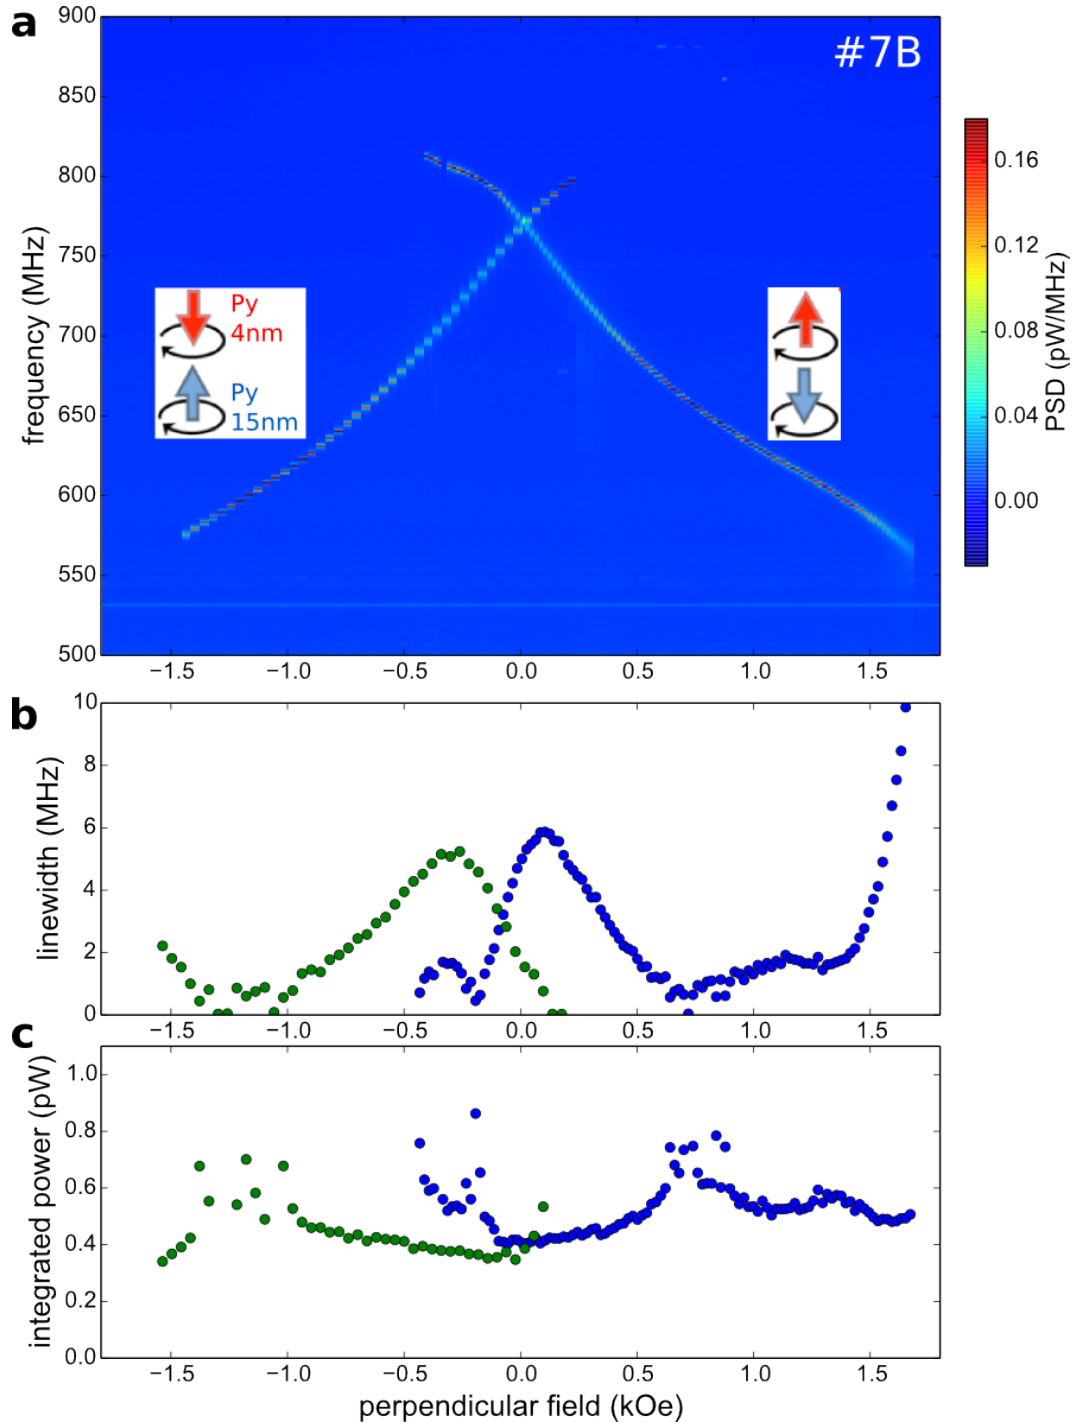 a
900
850
800
750
700
650
600
550
500
frequency (MHz)
#7B
Py
4nm
Py
15nm
0.16
0.12
0.08
0.04
0.00
PSD (pW/MHz)
−1.5 −1.0 −0.5 0.0 0.5 1.0 1.5
b
10
8
6
4
2
0
linewidth (MHz)
−1.5 −1.0 −0.5 0.0 0.5 1.0 1.5
c
1.0
0.8
0.6
0.4
0.2
0.0
integrated power (pW)
−1.5 −1.0 −0.5 0.0 0.5 1.0 1.5
perpendicular field (kOe)